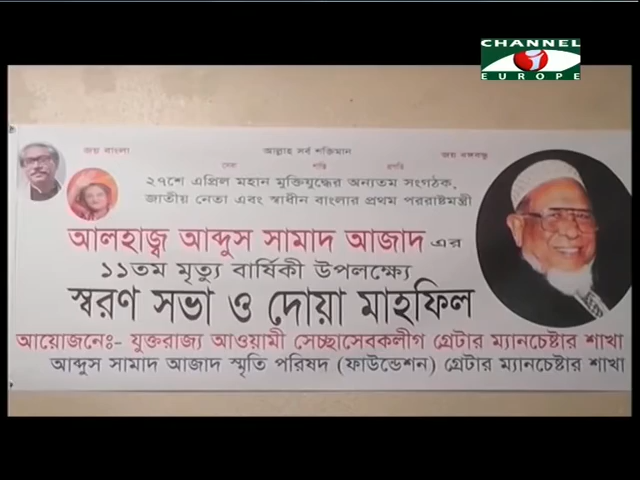 CHANNEL
i
EUROPE
জয় বাংলা
আল্লাহ সর্ব শক্তিমান
জয় বঙ্গবন্ধু
সেবা শান্তি প্রগতি
২৭শে এপ্রিল মহান মুক্তিযুদ্ধের অন্যতম সংগঠক,
জাতীয় নেতা এবং স্বাধীন বাংলার প্রথম পররাষ্ট্রমন্ত্রী
আলহাজ্ব আব্দুস সামাদ আজাদ এর
১১তম মৃত্যু বার্ষিকী উপলক্ষ্যে
স্বরণ সভা ও দোয়া মাহফিল
আয়োজনেঃ- যুক্তরাজ্য আওয়ামী সেচ্ছাসেবকলীগ গ্রেটার ম্যানচেষ্টার শাখা
আব্দুস সামাদ আজাদ স্মৃতি পরিষদ (ফাউন্ডেশন) গ্রেটার ম্যানচেষ্টার শাখা